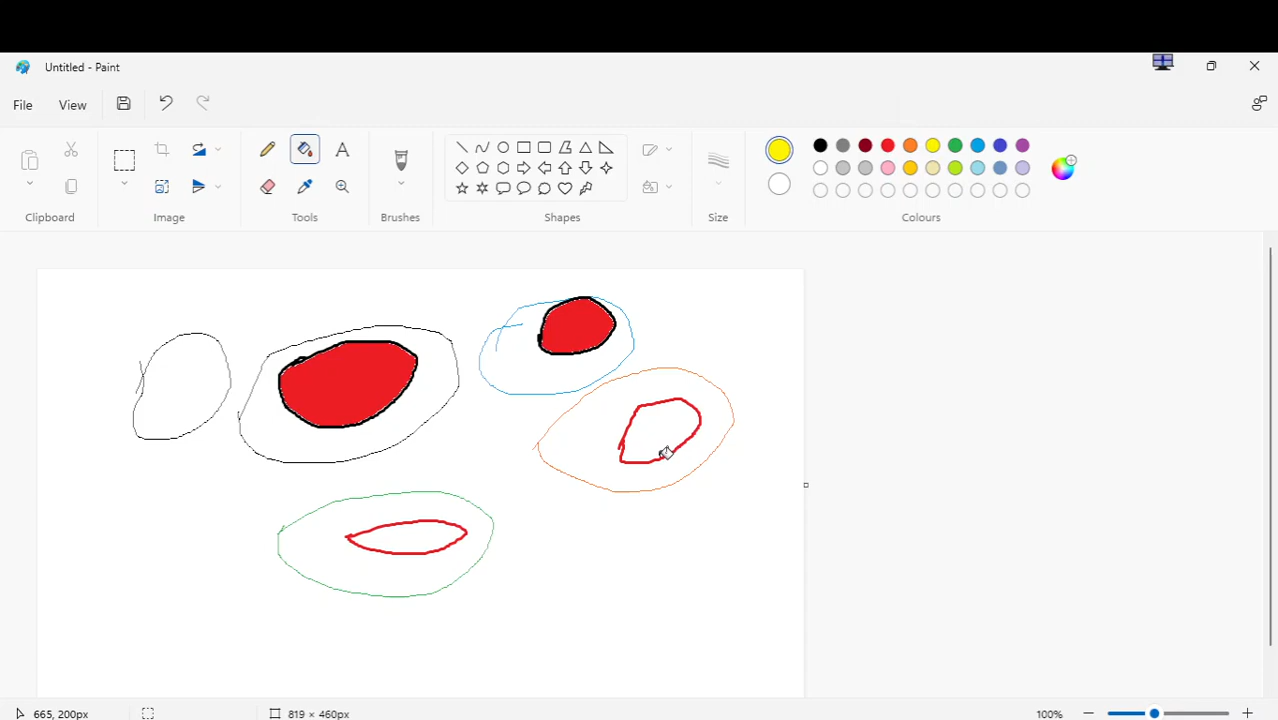 Untitled - Paint
File View
A
Clipboard Image Tools Brushes Shapes Size Colours
665, 200px 819 × 460px 100%